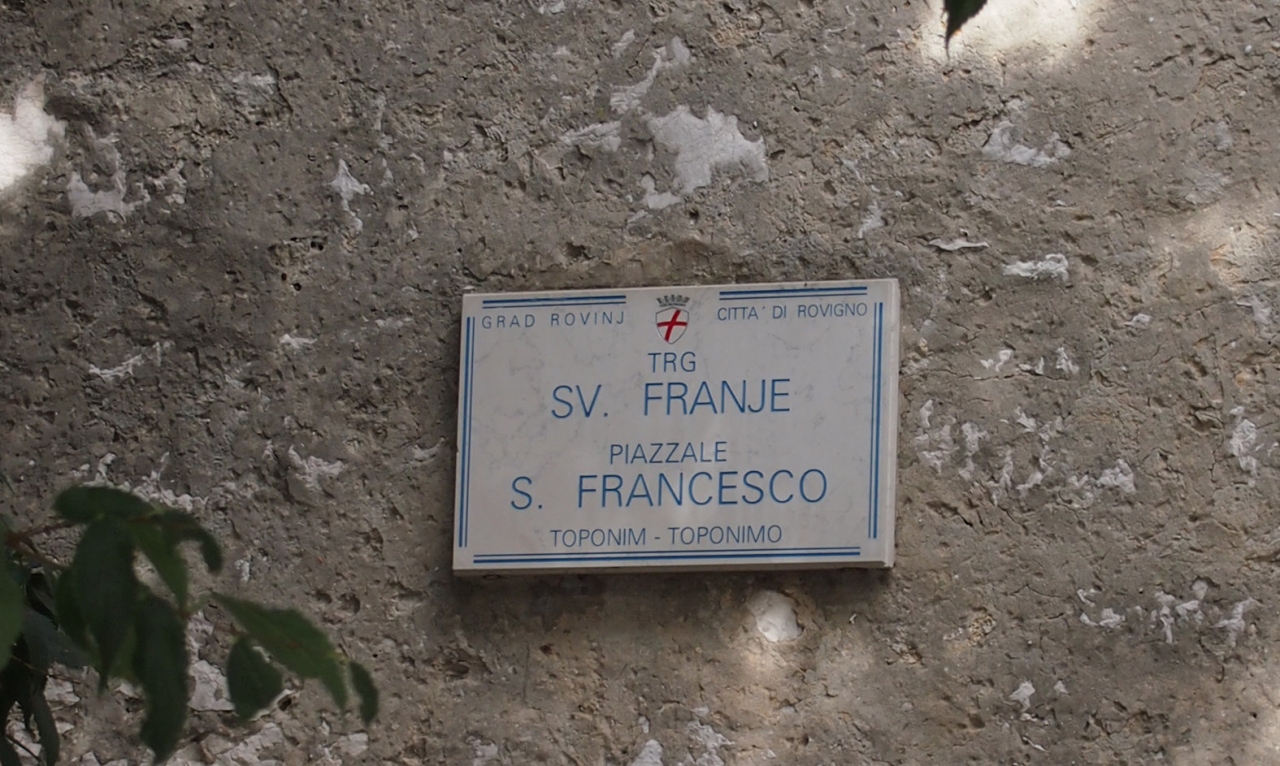 GRAD ROVINJ
CITTA' DI ROVIGNO
TRG
SV. FRANJE
PIAZZALE
S. FRANCESCO
TOPONIM - TOPONIMO